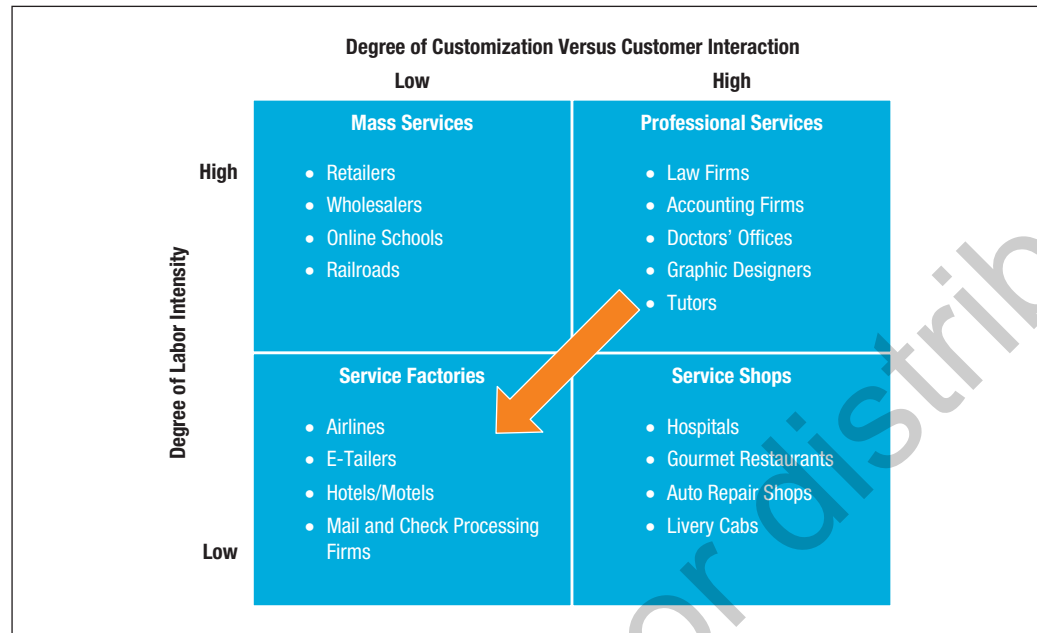 Degree of Customization Versus Customer Interaction
Low
High
Mass Services
Professional Services
High
• Retailers
• Wholesalers
• Online Schools
• Railroads
• Law Firms
• Accounting Firms
• Doctors' Offices
• Graphic Designers
• Tutors
Degree of Labor Intensity
Service Factories
Service Shops
• Airlines
• E-Tailers
• Hotels/Motels
• Mail and Check Processing
Firms
• Hospitals
• Gourmet Restaurants
• Auto Repair Shops
• Livery Cabs
Low
or distrib